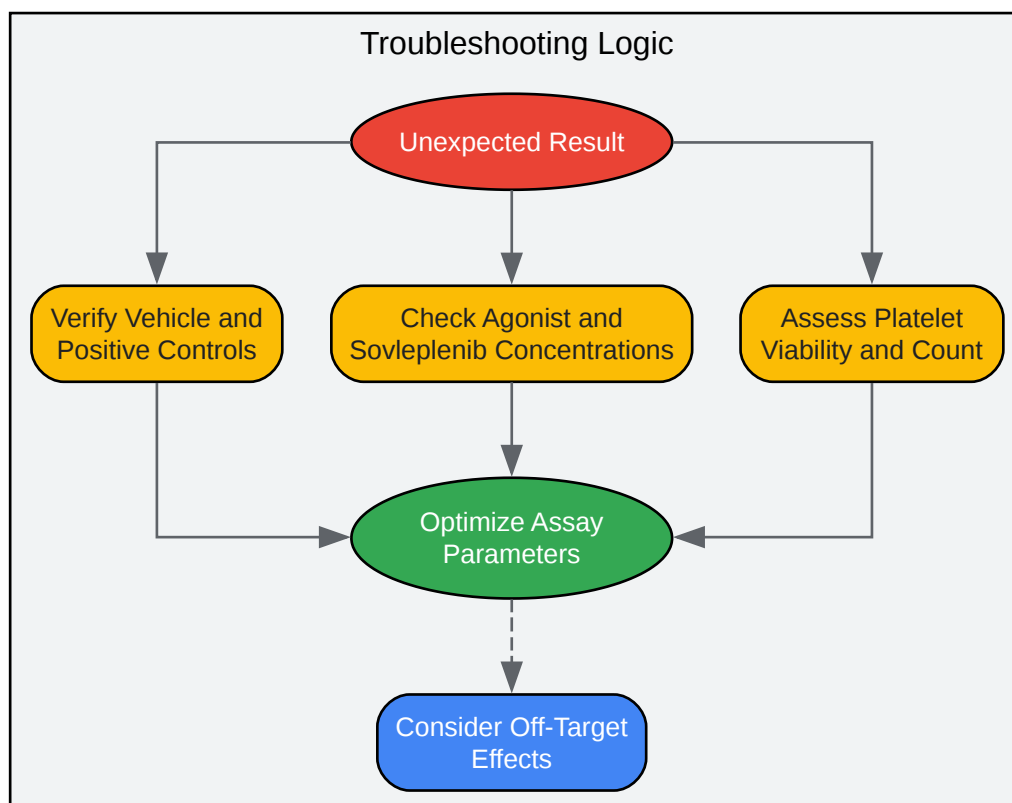 Troubleshooting Logic
Unexpected Result
Verify Vehicle and
Positive Controls
Check Agonist and
Sovleplenib Concentrations
Assess Platelet
Viability and Count
Optimize Assay
Parameters
Consider Off-Target
Effects